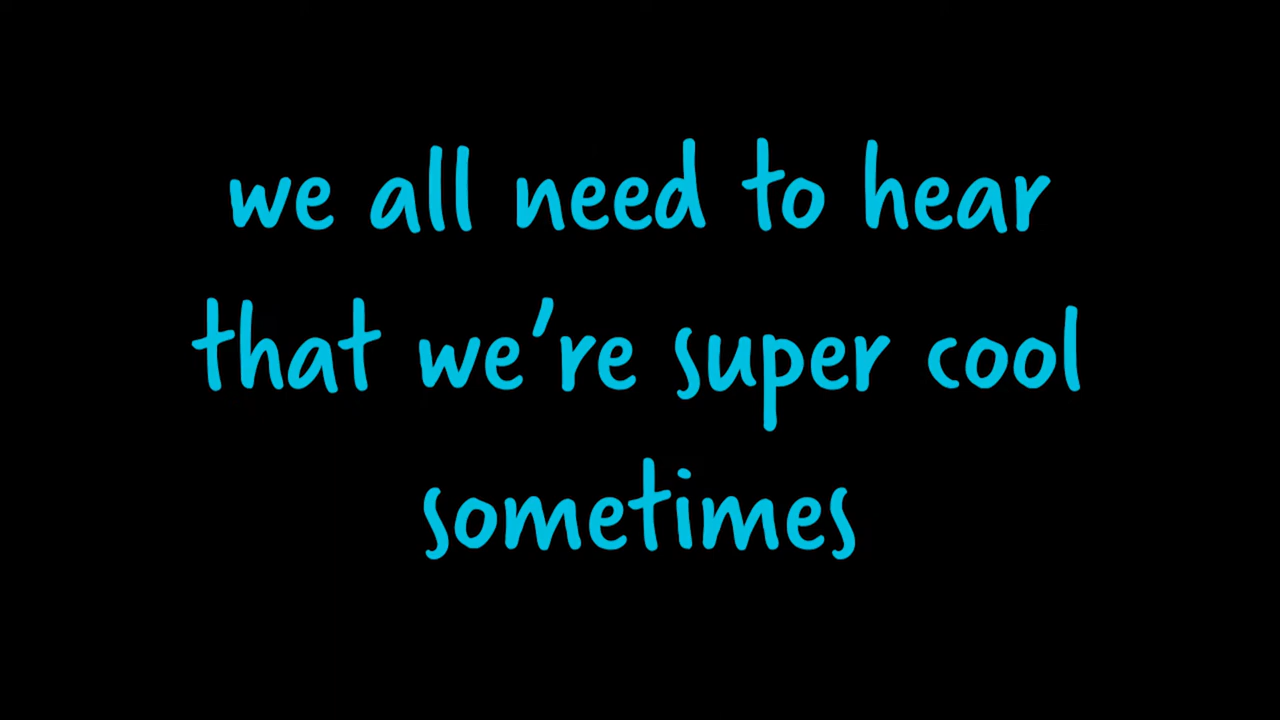 we all need to hear
that we’re super cool
sometimes